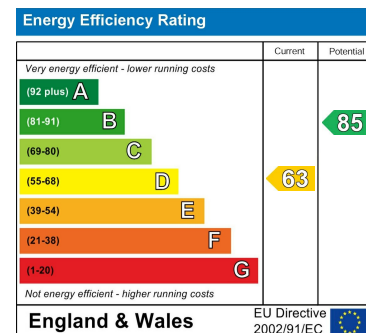 Energy Efficiency Rating
Current Potential
Very energy efficient - lower running costs
(92 plus) A
(81-91) B
85
(69-80) C
(55-68) D
63
(39-54) E
(21-38) F
(1-20) G
Not energy efficient - higher running costs
England & Wales
EU Directive
2002/91/EC